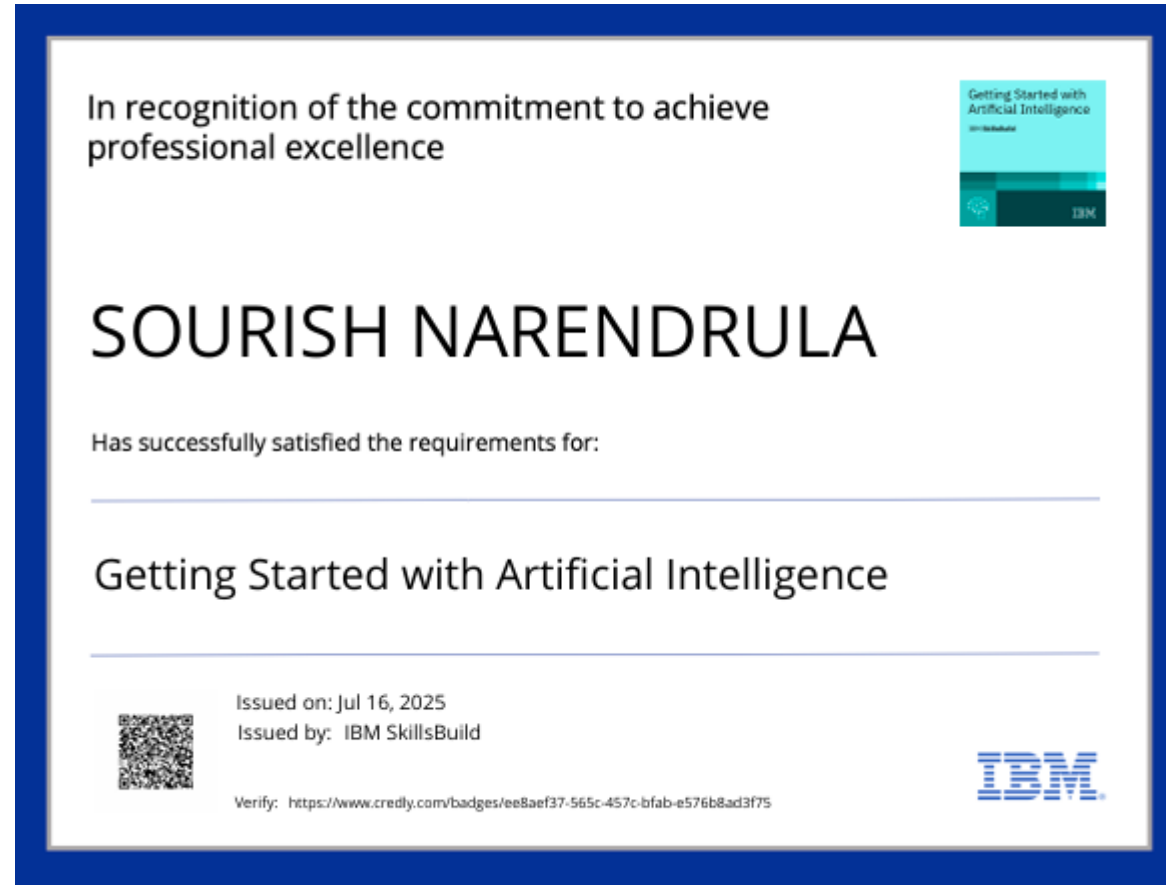 In recognition of the commitment to achieve
professional excellence
Getting Started with
Artificial Intelligence
IBM SkillsBuild
IBM
SOURISH NARENDRULA
Has successfully satisfied the requirements for:
Getting Started with Artificial Intelligence
Issued on: Jul 16, 2025
Issued by: IBM SkillsBuild
IBM.
Verify: https://www.credly.com/badges/ee8aef37-565c-457c-bfab-e576b8ad3f75